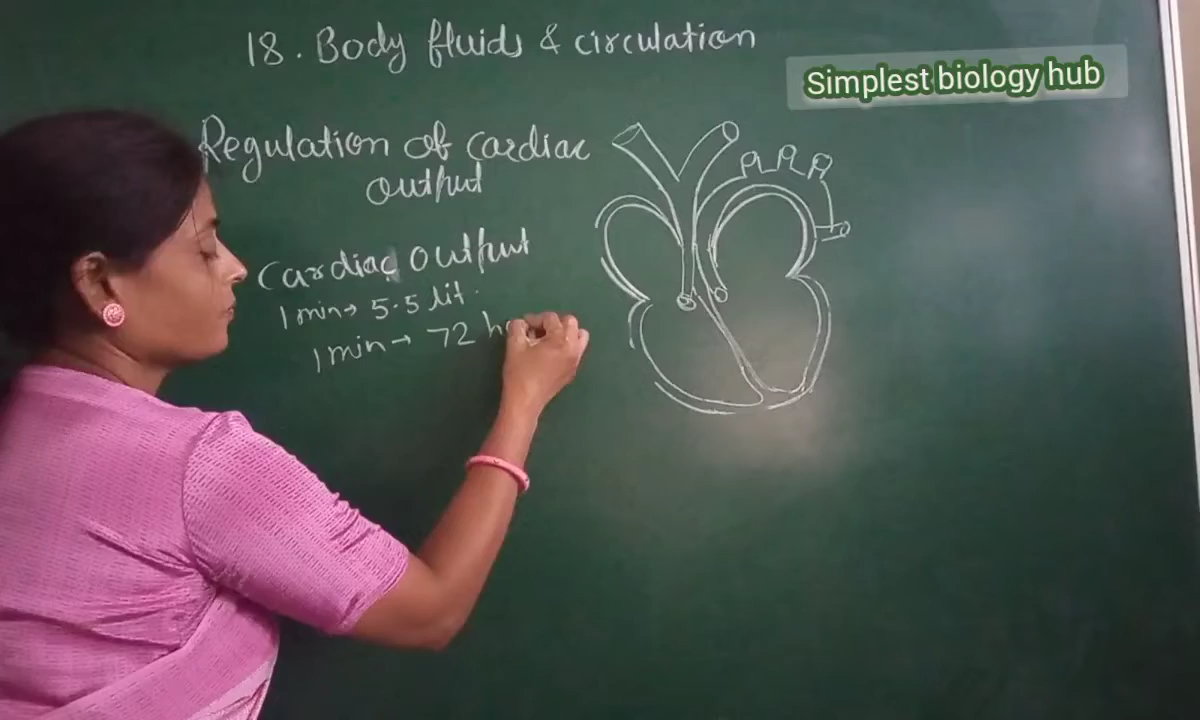 18. Body fluids & circulation
Simplest biology hub
Regulation of cardiac
output
Cardiac output
1 min → 5.5 lit.
1 min → 72